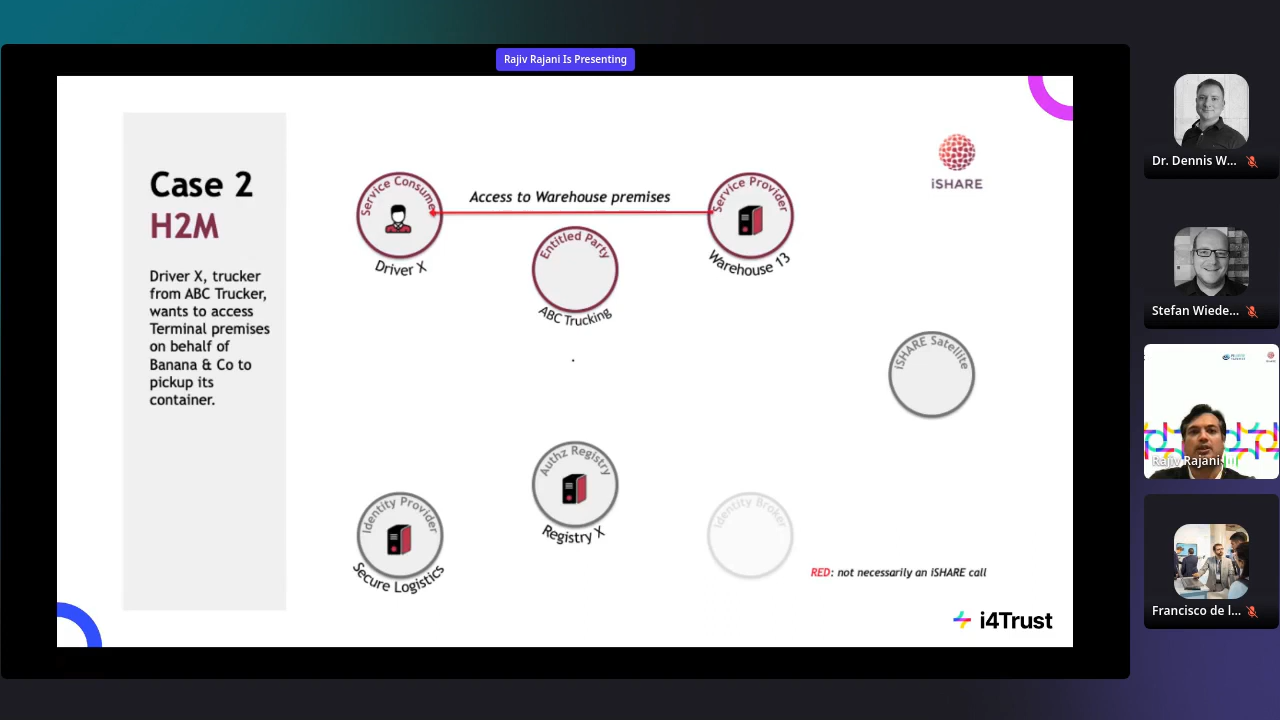 Rajiv Rajani Is Presenting
Case 2
H2M
Driver X, trucker
from ABC Trucker,
wants to access
Terminal premises
on behalf of
Banana & Co to
pickup its
container.
Service Consumer
Driver X
Access to Warehouse premises
Service Provider
Warehouse 13
Entitled Party
ABC Trucking
iSHARE
iSHARE Satellite
Authz Registry
Registry X
Identity Provider
Secure Logistics
Identity Broker
RED: not necessarily an iSHARE call
i4Trust
Dr. Dennis W...
Stefan Wiede...
Rajiv Rajani
Francisco de l...